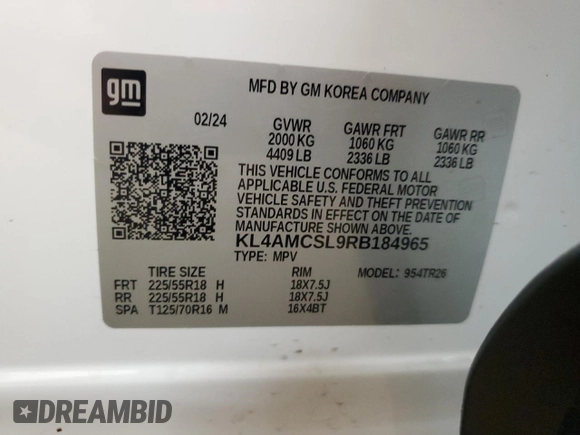 gm
MFD BY GM KOREA COMPANY
02/24 GVWR GAWR FRT GAWR RR
2000 KG 1060 KG 1060 KG
4409 LB 2336 LB 2336 LB
THIS VEHICLE CONFORMS TO ALL
APPLICABLE U.S. FEDERAL MOTOR
VEHICLE SAFETY AND THEFT PREVENTION
STANDARDS IN EFFECT ON THE DATE OF
MANUFACTURE SHOWN ABOVE.
KL4AMCSL9RB184965
TYPE: MPV
TIRE SIZE RIM MODEL: 954TR26
FRT 225/55R18 H 18X7.5J
RR 225/55R18 H 18X7.5J
SPA T125/70R16 M 16X4BT
DREAMBID